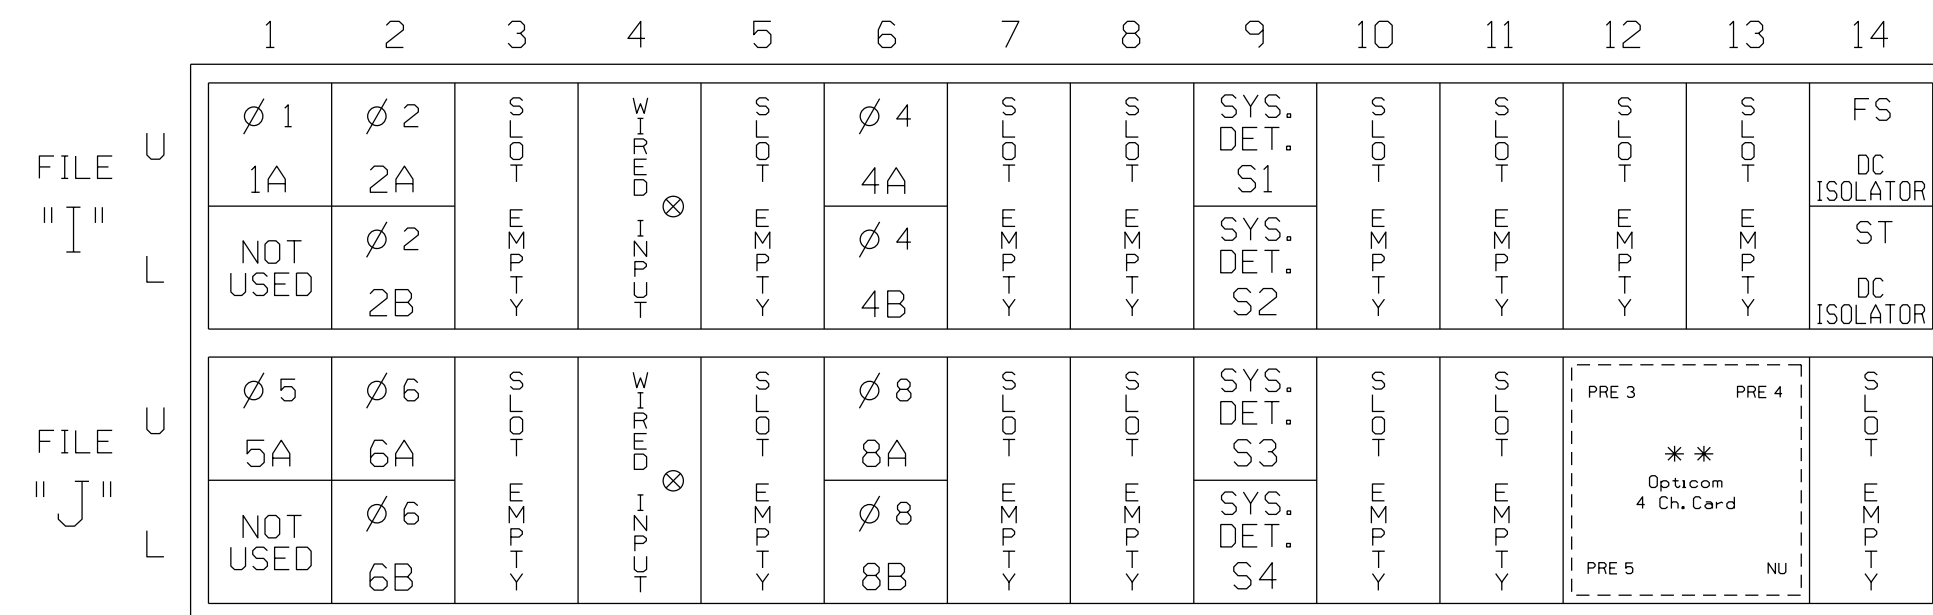 1 2 3 4 5 6 7 8 9 10 11 12 13 14
FILE "I"
U
L
Ø 1
1A
NOT
USED
Ø 2
2A
Ø 2
2B
SLOT EMPTY
WIRED INPUT
SLOT EMPTY
Ø 4
4A
Ø 4
4B
SLOT EMPTY
SLOT EMPTY
SYS.
DET.
S1
SYS.
DET.
S2
SLOT EMPTY
SLOT EMPTY
SLOT EMPTY
SLOT EMPTY
FS
DC
ISOLATOR
ST
DC
ISOLATOR
FILE "J"
U
L
Ø 5
5A
NOT
USED
Ø 6
6A
Ø 6
6B
SLOT EMPTY
WIRED INPUT
SLOT EMPTY
Ø 8
8A
Ø 8
8B
SLOT EMPTY
SLOT EMPTY
SYS.
DET.
S3
SYS.
DET.
S4
SLOT EMPTY
SLOT EMPTY
PRE 3 PRE 4
* *
Opticom
4 Ch. Card
PRE 5 NU
SLOT EMPTY